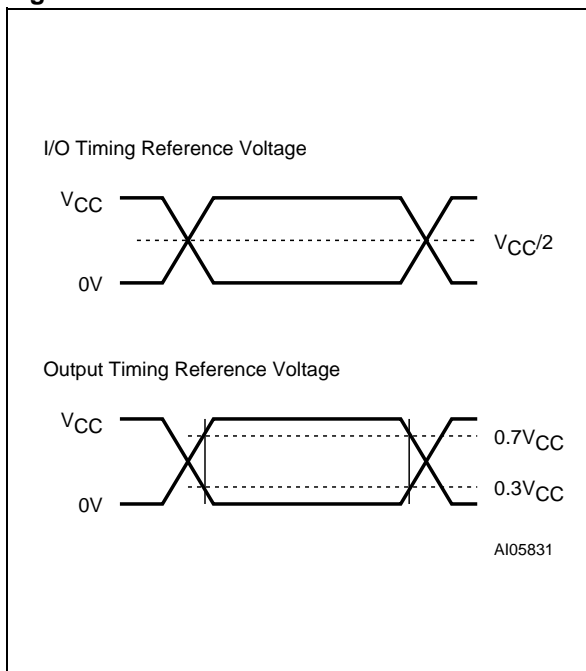 I/O Timing Reference Voltage
VCC
VCC/2
0V
Output Timing Reference Voltage
VCC
0.7VCC
0.3VCC
0V
AI05831